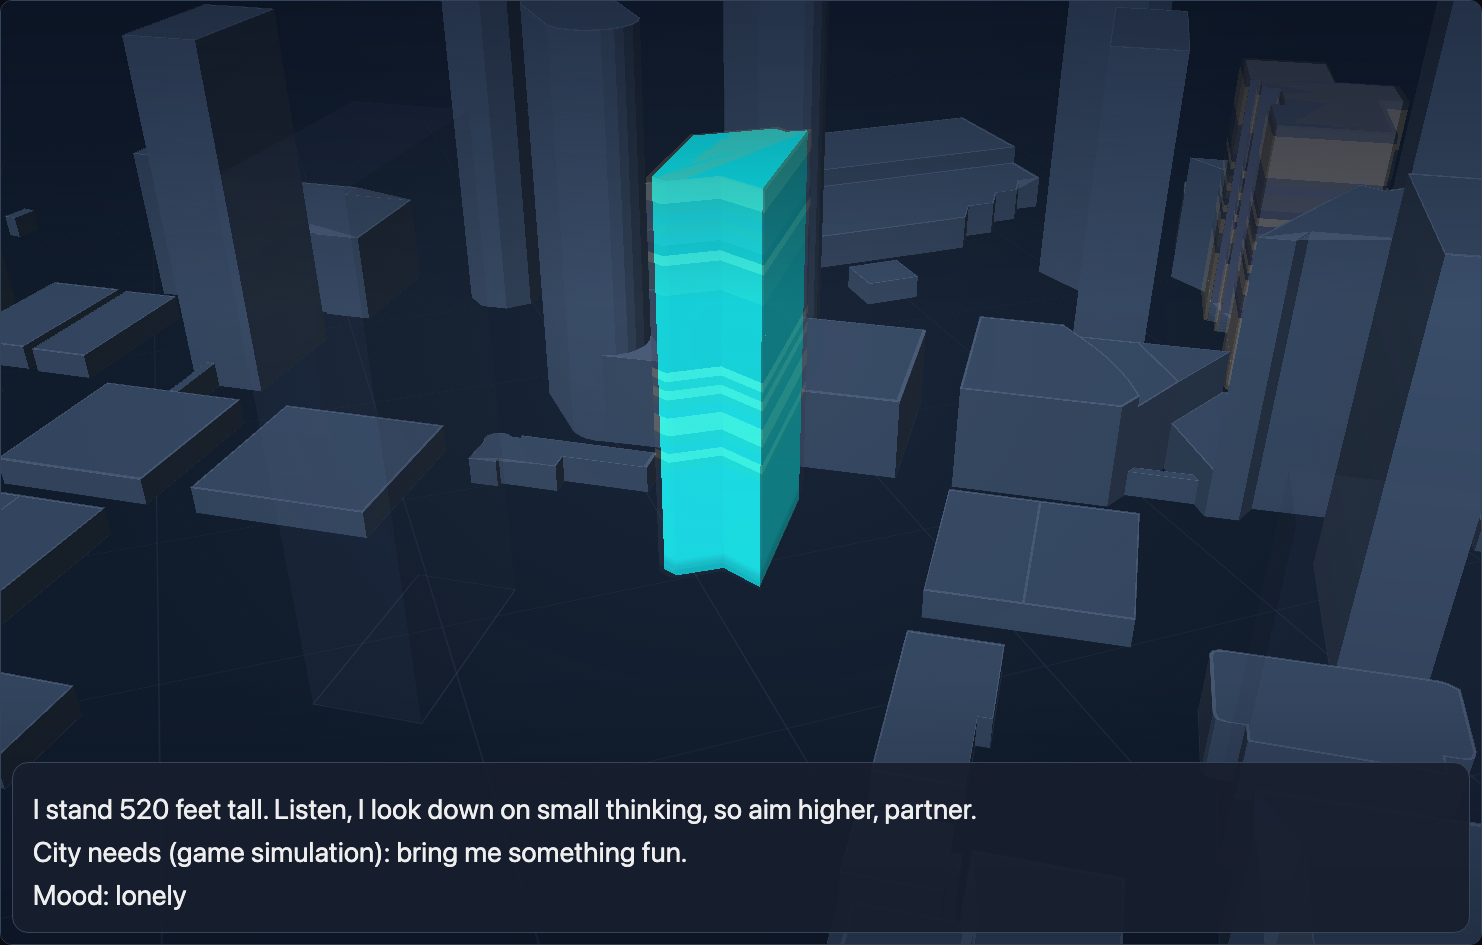 I stand 520 feet tall. Listen, I look down on small thinking, so aim higher, partner.
City needs (game simulation): bring me something fun.
Mood: lonely